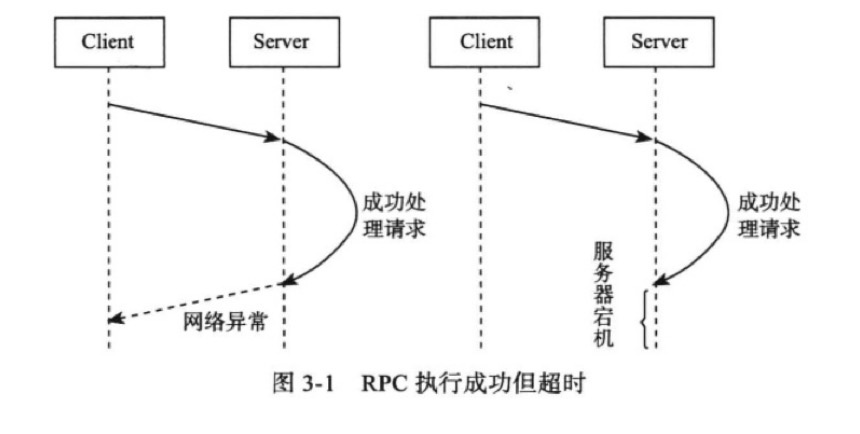 Client
Server
Client
Server
成功处
理请求
成功处
理请求
网络异常
服务器宕机
图 3-1 RPC 执行成功但超时